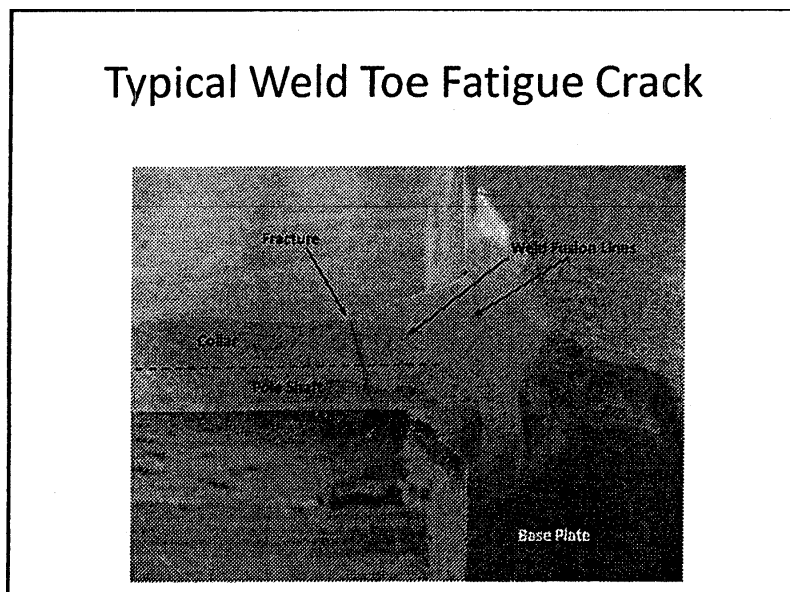 Typical Weld Toe Fatigue Crack
Fracture
Weld Fusion Lines
Collar
Pole Shaft
Base Plate